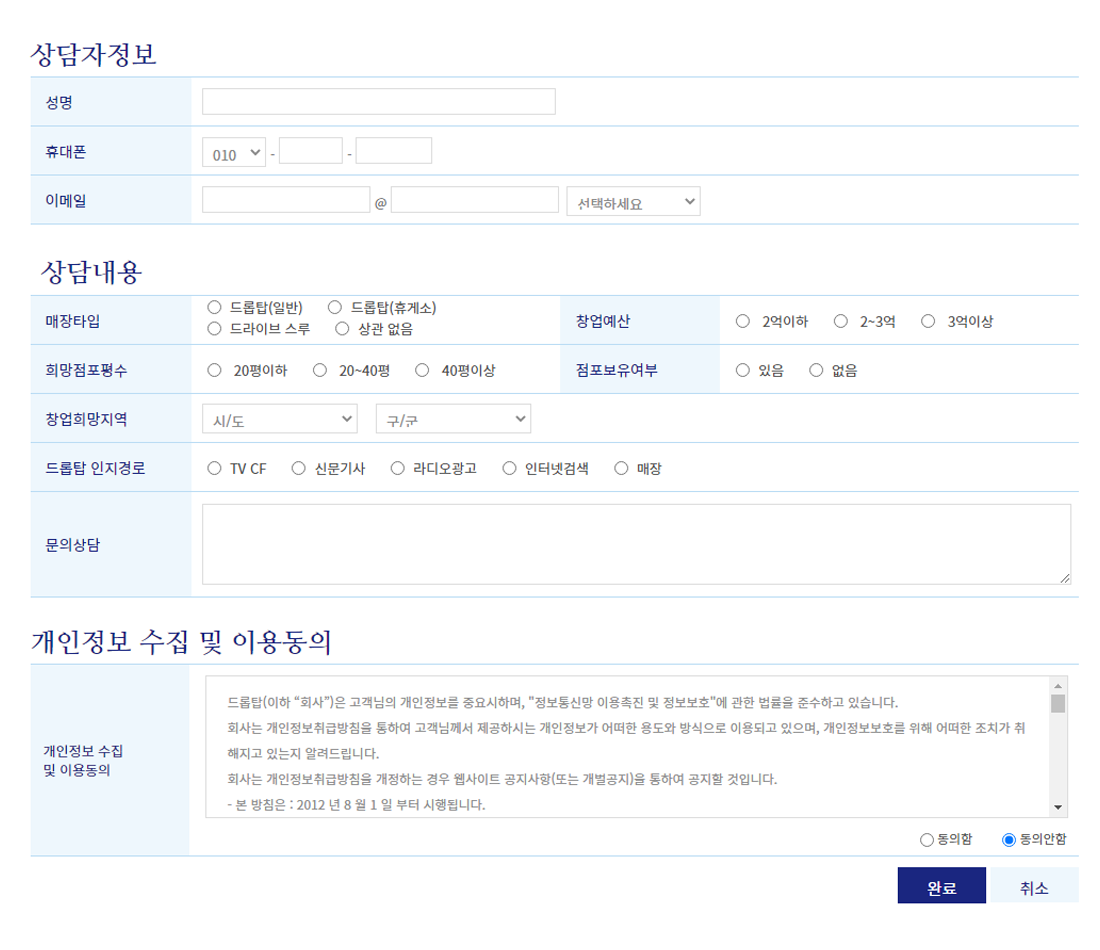 상담자정보
성명
휴대폰 010 - -
이메일 @ 선택하세요
상담내용
매장타입 드롭탑(일반) 드롭탑(휴게소)
드라이브 스루 상관 없음
창업예산 2억이하 2~3억 3억이상
희망점포평수 20평이하 20~40평 40평이상 점포보유여부 있음 없음
창업희망지역 시/도 구/군
드롭탑 인지경로 TV CF 신문기사 라디오광고 인터넷검색 매장
문의상담
개인정보 수집 및 이용동의
개인정보 수집
및 이용동의
드롭탑(이하 “회사”)은 고객님의 개인정보를 중요시하며, "정보통신망 이용촉진 및 정보보호"에 관한 법률을 준수하고 있습니다.
회사는 개인정보취급방침을 통하여 고객님께서 제공하시는 개인정보가 어떠한 용도와 방식으로 이용되고 있으며, 개인정보보호를 위해 어떠한 조치가 취
해지고 있는지 알려드립니다.
회사는 개인정보취급방침을 개정하는 경우 웹사이트 공지사항(또는 개별공지)을 통하여 공지할 것입니다.
- 본 방침은 : 2012 년 8 월 1 일 부터 시행됩니다.
동의함 동의안함
완료 취소